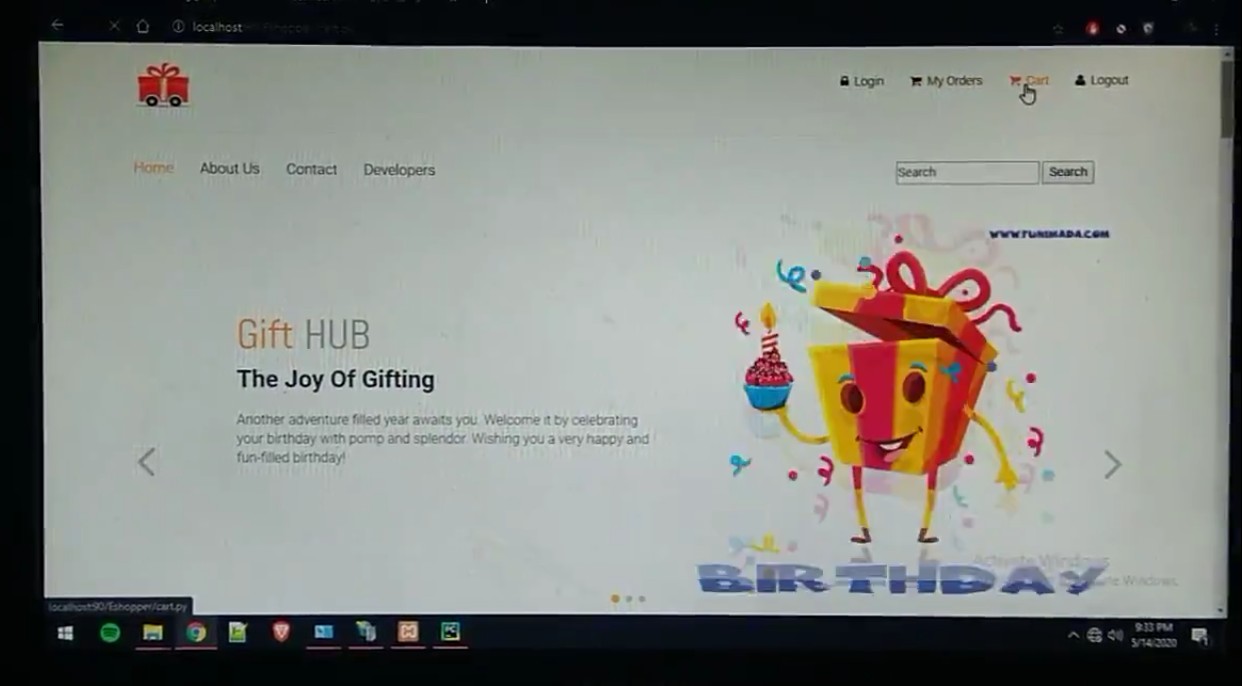 localhost
Login My Orders Cart Logout
Home About Us Contact Developers
Search Search
WWW.FUNIMADA.COM
Gift HUB
The Joy Of Gifting
Another adventure filled year awaits you. Welcome it by celebrating
your birthday with pomp and splendor. Wishing you a very happy and
fun-filled birthday!
BIRTHDAY
Activate Windows
Windows.
localhost:90/Eshopper/cart.py
9:33 PM
5/14/2020